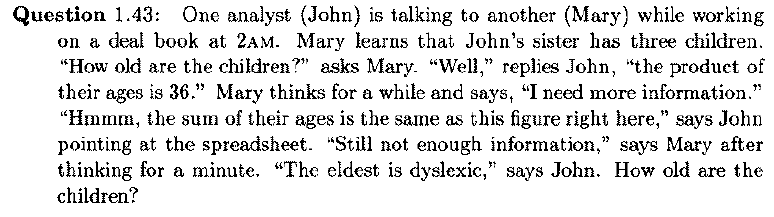 Question 1.43: One analyst (John) is talking to another (Mary) while working
on a deal book at 2AM. Mary learns that John's sister has three children.
"How old are the children?" asks Mary. "Well," replies John, "the product of
their ages is 36." Mary thinks for a while and says, "I need more information."
"Hmmm, the sum of their ages is the same as this figure right here," says John
pointing at the spreadsheet. "Still not enough information," says Mary after
thinking for a minute. "The eldest is dyslexic," says John. How old are the
children?